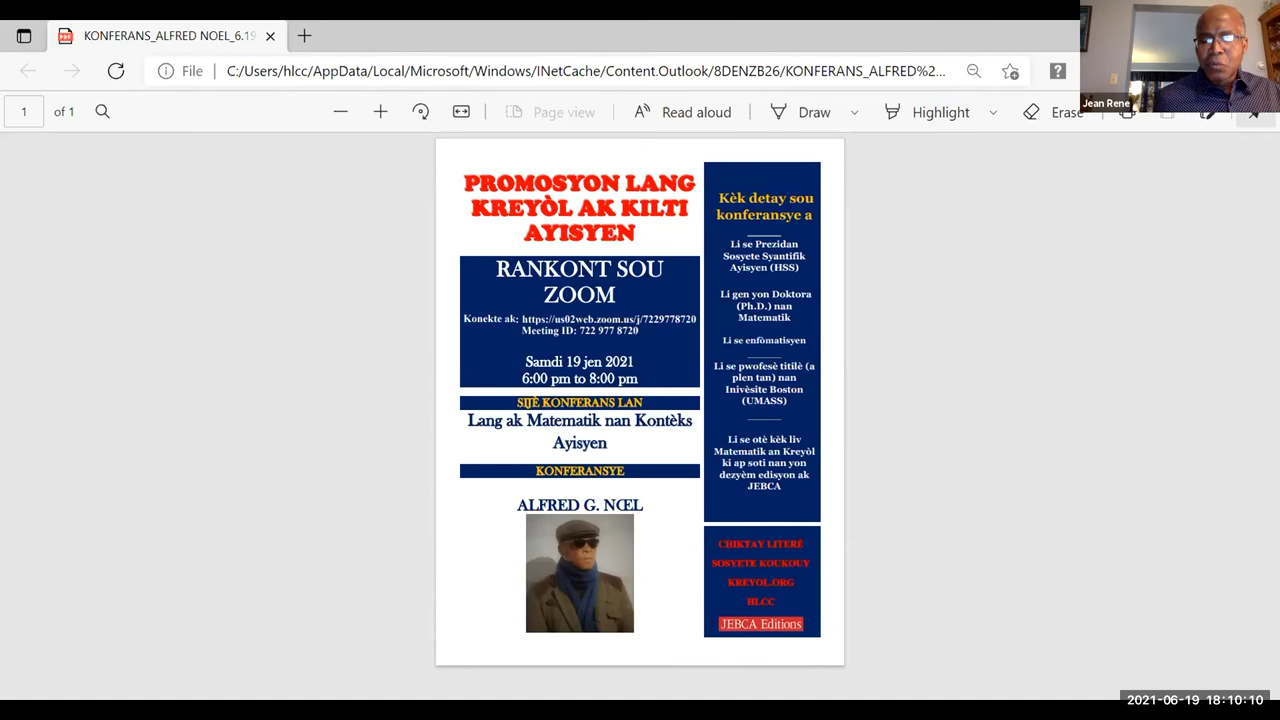 KONFERANS_ALFRED NOEL_6.19
File
C:/Users/hlcc/AppData/Local/Microsoft/Windows/INetCache/Content.Outlook/8DENZB26/KONFERANS_ALFRED%2...
Jean Rene
1 of 1
Page view
Read aloud
Draw
Highlight
Erase
PROMOSYON LANG
KREYÒL AK KILTI
AYISYEN
RANKONT SOU
ZOOM
Konekte ak: https://us02web.zoom.us/j/7229778720
Meeting ID: 722 977 8720
Samdi 19 jen 2021
6:00 pm to 8:00 pm
SIJÈ KONFERANS LAN
Lang ak Matematik nan Kontèks
Ayisyen
KONFERANSYE
ALFRED G. NŒL
Kèk detay sou
konferansye a
Li se Prezidan
Sosyete Syantifik
Ayisyen (HSS)
Li gen yon Doktora
(Ph.D.) nan
Matematik
Li se enfòmatisyen
Li se pwofesè titilè (a
plen tan) nan
Inivèsite Boston
(UMASS)
Li se otè kèk liv
Matematik an Kreyòl
ki ap soti nan yon
dezyèm edisyon ak
JEBCA
CHIKTAY LITERÈ
SOSYETE KOUKOUY
KREYOL.ORG
HLCC
JEBCA Editions
2021-06-19 18:10:10